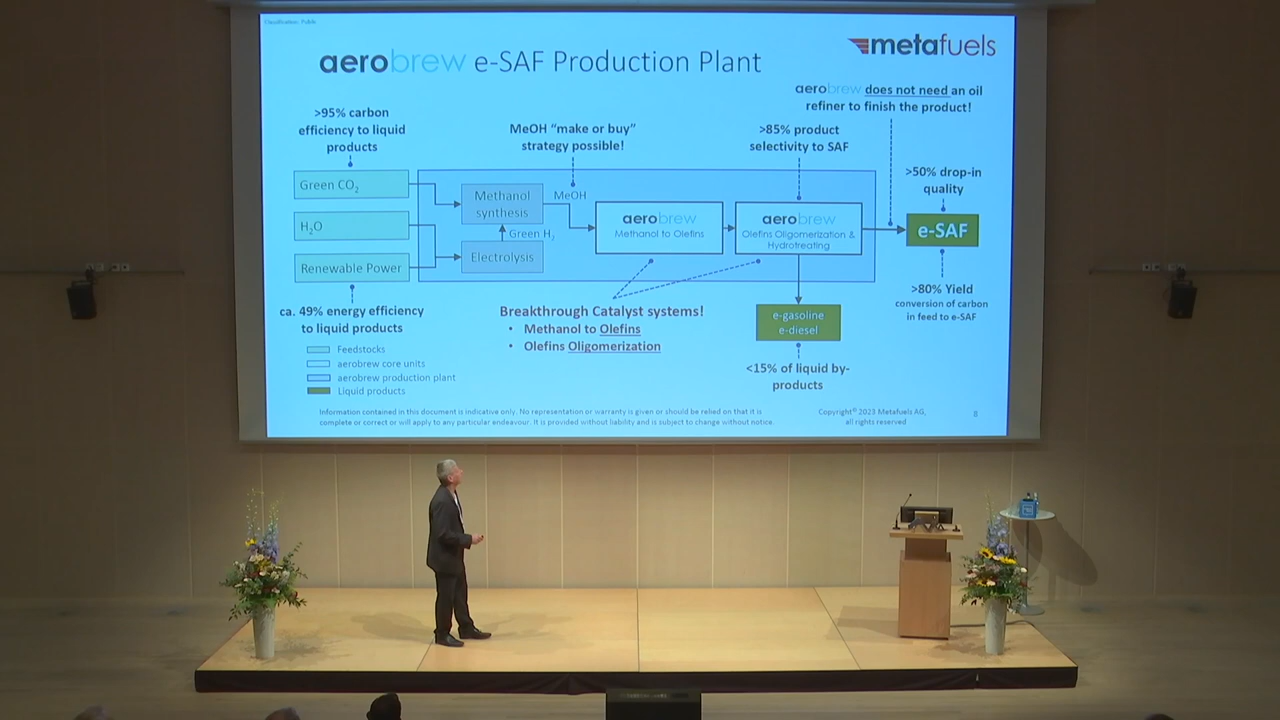 Classification: Public
metafuels
aerobrew e-SAF Production Plant
aerobrew does not need an oil
refiner to finish the product!
>95% carbon
efficiency to liquid
products
MeOH “make or buy”
strategy possible!
>85% product
selectivity to SAF
>50% drop-in
quality
Green CO2
H2O
Renewable Power
Methanol
synthesis
MeOH
Green H2
Electrolysis
aerobrew
Methanol to Olefins
aerobrew
Olefins Oligomerization &
Hydrotreating
e-SAF
ca. 49% energy efficiency
to liquid products
Breakthrough Catalyst systems!
• Methanol to Olefins
• Olefins Oligomerization
e-gasoline
e-diesel
>80% Yield
conversion of carbon
in feed to e-SAF
<15% of liquid by-
products
Feedstocks
aerobrew core units
aerobrew production plant
Liquid products
Information contained in this document is indicative only. No representation or warranty is given or should be relied on that it is
complete or correct or will apply to any particular endeavour. It is provided without liability and is subject to change without notice.
Copyright© 2023 Metafuels AG,
all rights reserved
8